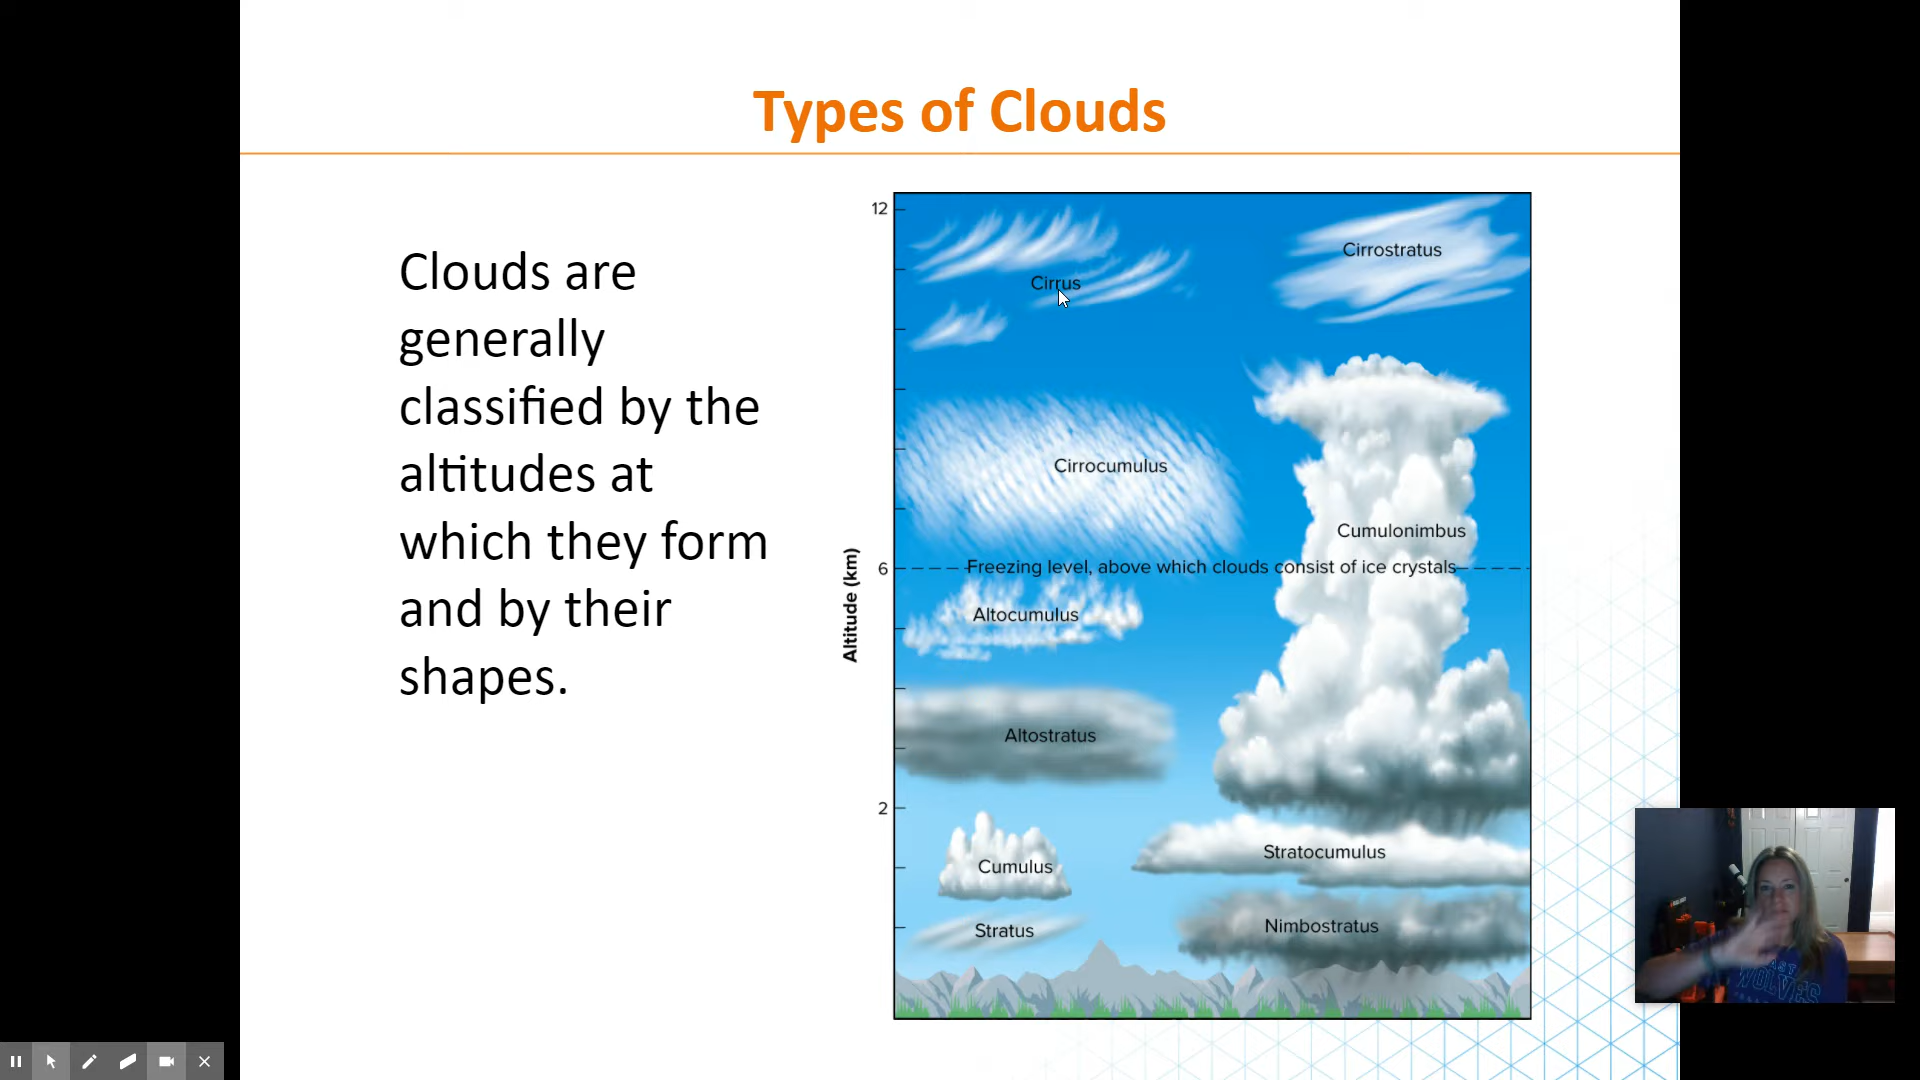 Types of Clouds
Clouds are
generally
classified by the
altitudes at
which they form
and by their
shapes.
12
Cirrostratus
Cirrus
Cirrocumulus
Cumulonimbus
Altitude (km)
6
Freezing level, above which clouds consist of ice crystals
Altocumulus
Altostratus
2
Stratocumulus
Cumulus
Nimbostratus
Stratus
WOLVES